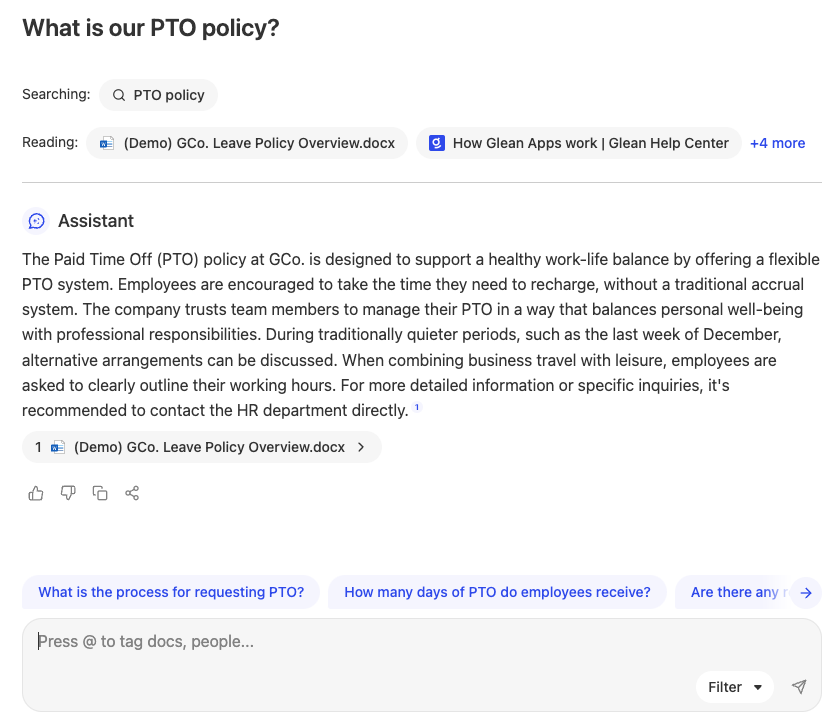 What is our PTO policy?
Searching: PTO policy
Reading: (Demo) GCo. Leave Policy Overview.docx How Glean Apps work | Glean Help Center +4 more
Assistant
The Paid Time Off (PTO) policy at GCo. is designed to support a healthy work-life balance by offering a flexible
PTO system. Employees are encouraged to take the time they need to recharge, without a traditional accrual
system. The company trusts team members to manage their PTO in a way that balances personal well-being
with professional responsibilities. During traditionally quieter periods, such as the last week of December,
alternative arrangements can be discussed. When combining business travel with leisure, employees are
asked to clearly outline their working hours. For more detailed information or specific inquiries, it's
recommended to contact the HR department directly. 1
1 (Demo) GCo. Leave Policy Overview.docx
What is the process for requesting PTO? How many days of PTO do employees receive? Are there any
Press @ to tag docs, people...
Filter